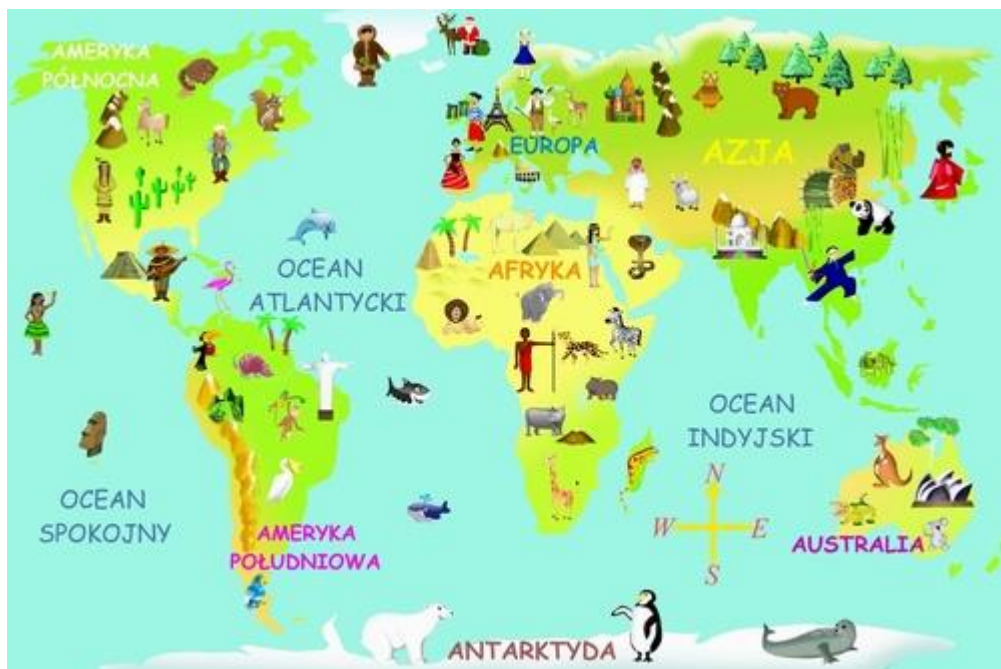 AMERYKA
PÓŁNOCNA
EUROPA
AZJA
OCEAN
ATLANTYCKI
AFRYKA
OCEAN
INDYJSKI
OCEAN
SPOKOJNY
AMERYKA
POŁUDNIOWA
N
W E
S
AUSTRALIA
ANTARKTYDA